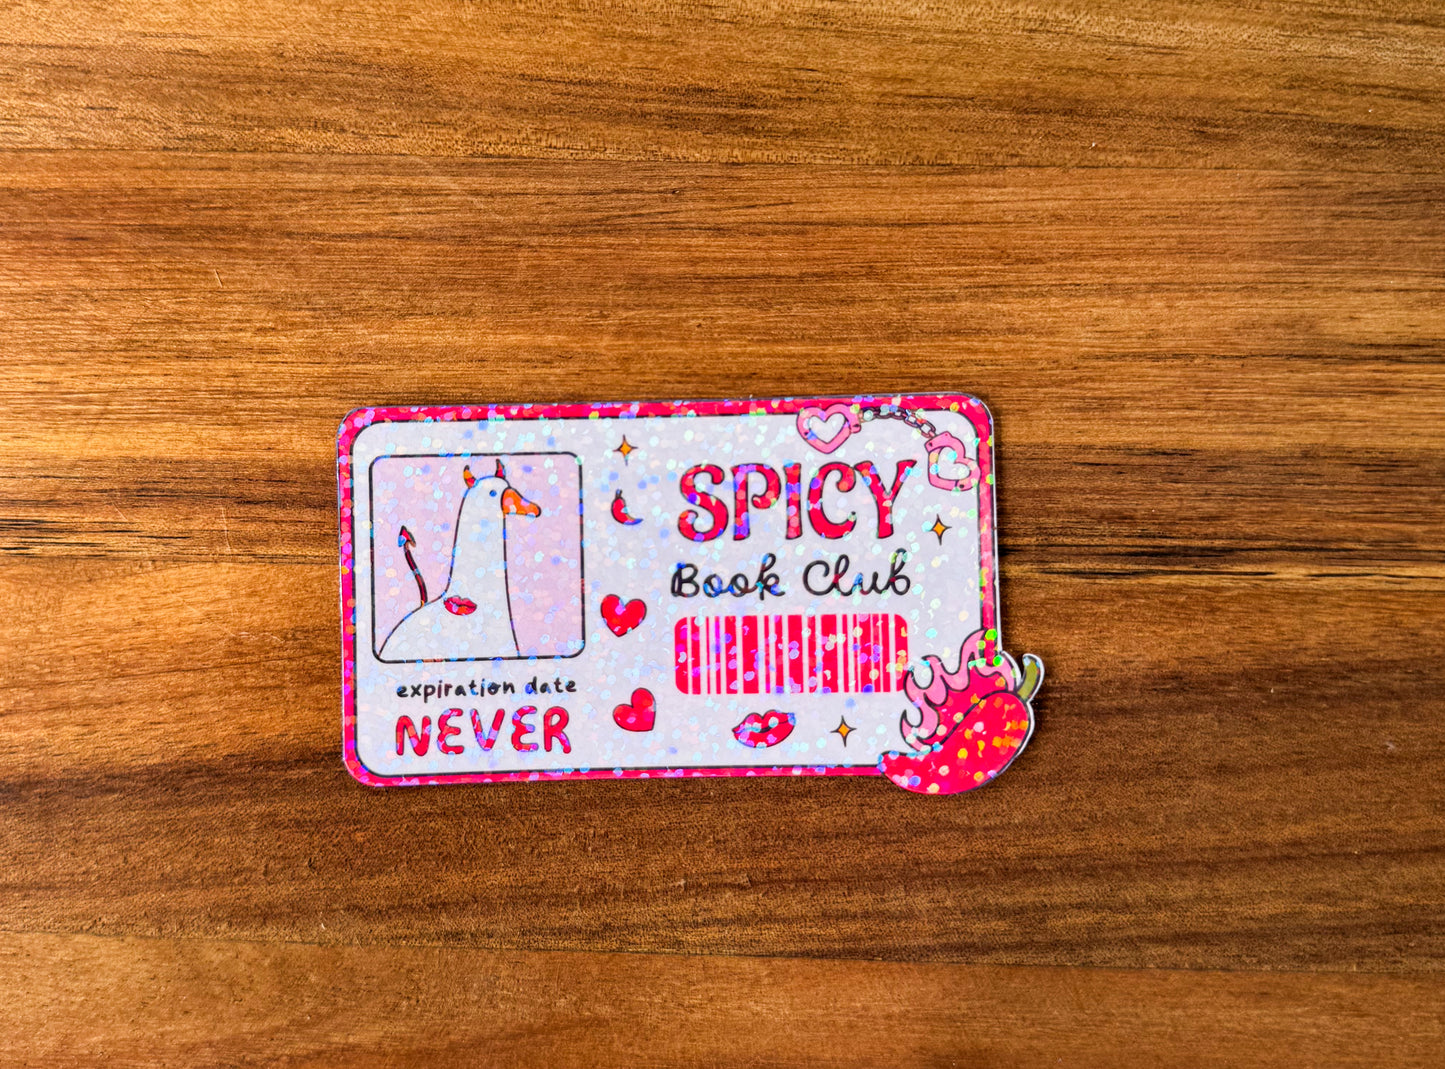 SPICY
Book Club
expiration date
NEVER